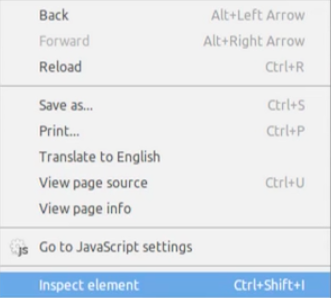 Back Alt+Left Arrow
Forward Alt+Right Arrow
Reload Ctrl+R
Save as... Ctrl+S
Print... Ctrl+P
Translate to English
View page source Ctrl+U
View page info
JS Go to JavaScript settings
Inspect element Ctrl+Shift+I